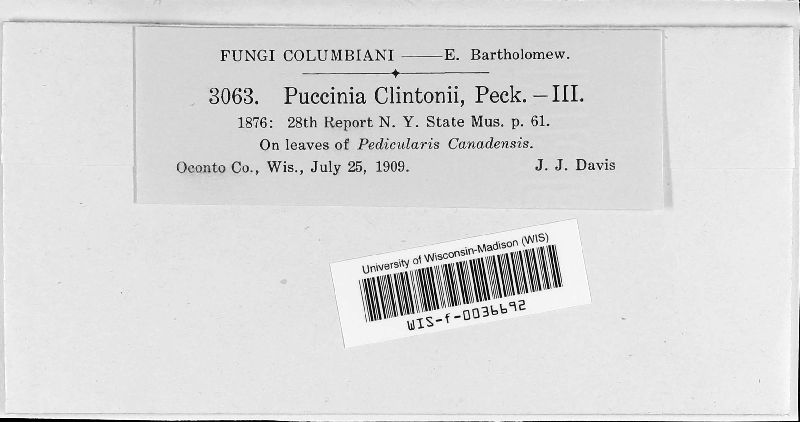 FUNGI COLUMBIANI —— E. Bartholomew.
3063. Puccinia Clintonii, Peck. — III.
1876: 28th Report N. Y. State Mus. p. 61.
On leaves of Pedicularis Canadensis.
Oconto Co., Wis., July 25, 1909. J. J. Davis
University of Wisconsin-Madison (WIS)
WIS-f-0036692